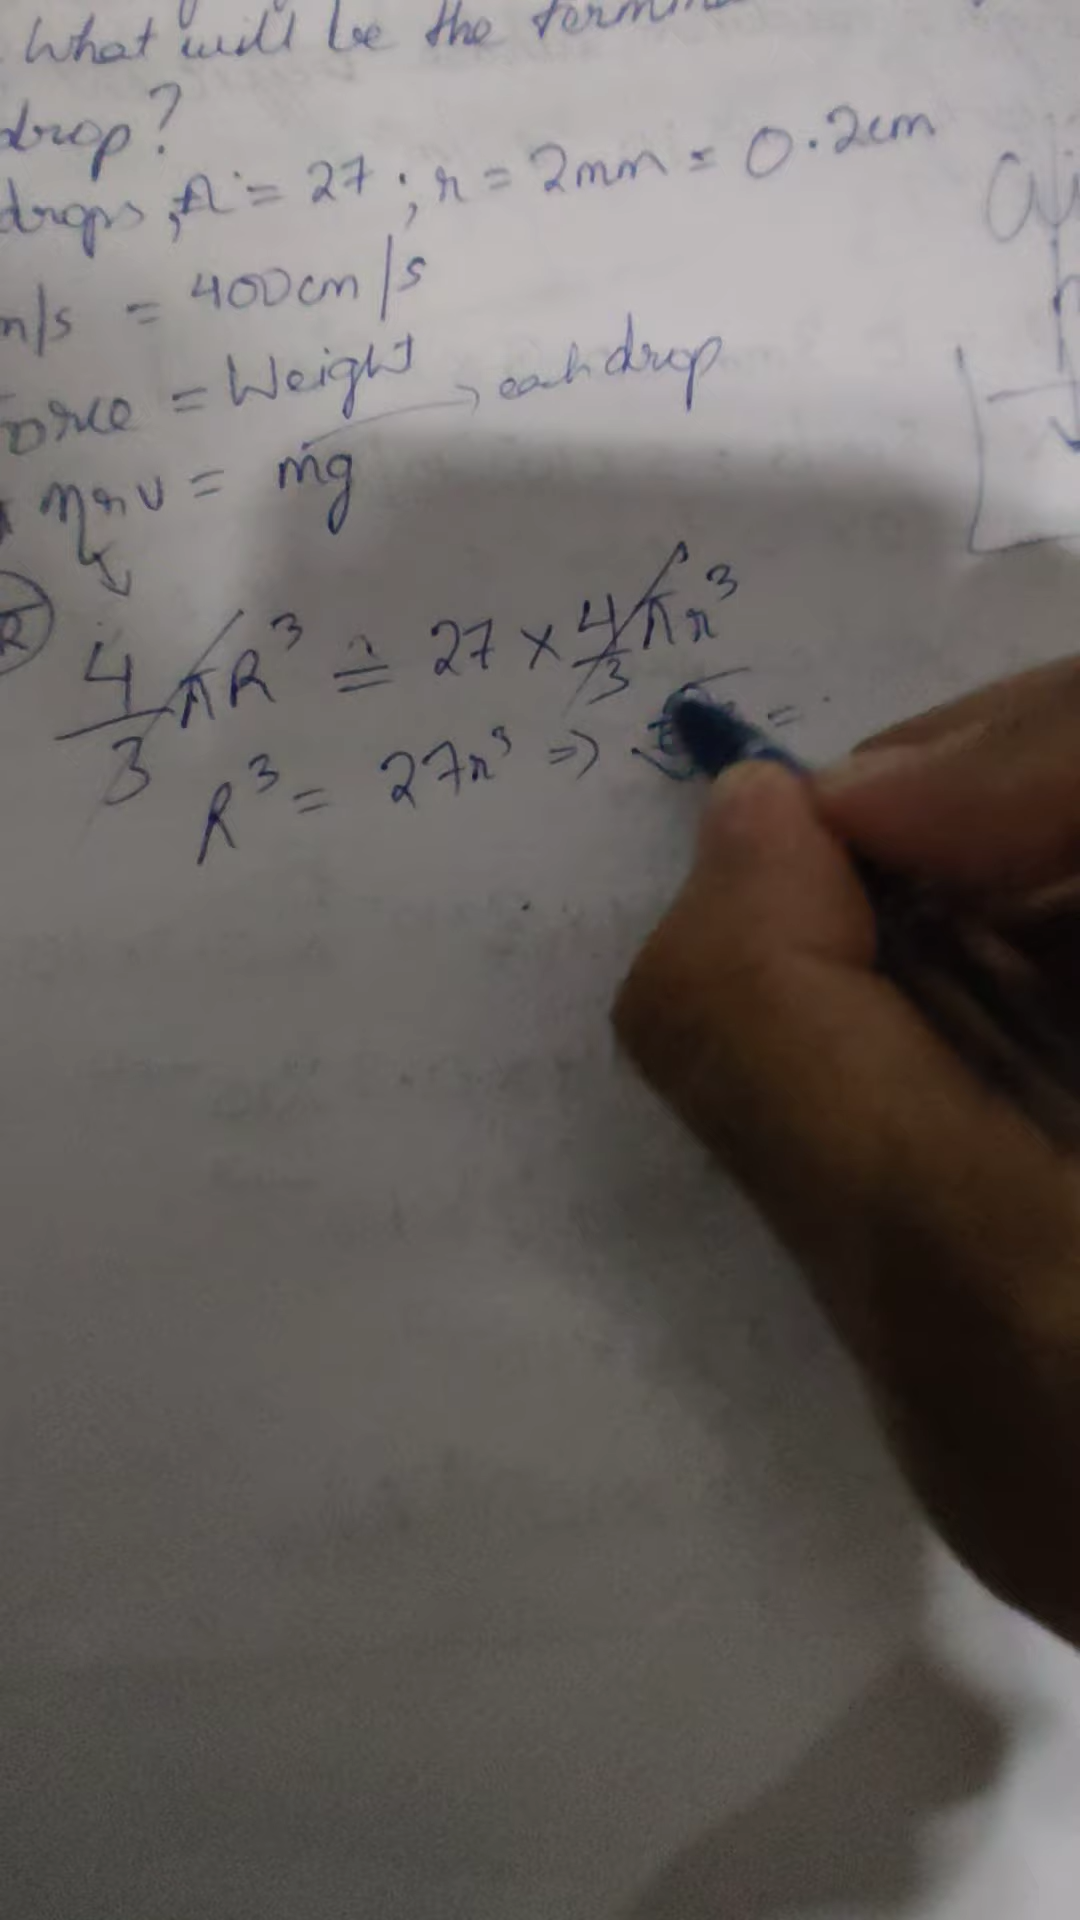 What will be the
drop?
drops, n = 27 ; r = 2mm = 0.2cm
m/s = 400cm/s
Force = Weight → each drop
ηrv = mg
4/3 πR³ = 27 × 4/3 πr³
R³ = 27r³ ⇒